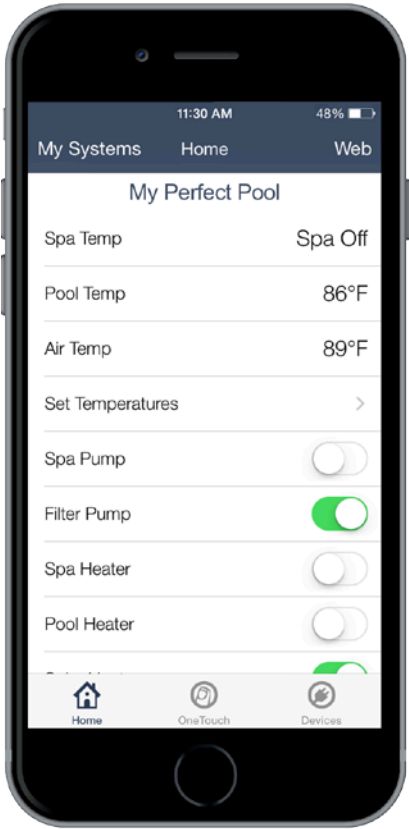 11:30 AM 48%
My Systems Home Web
My Perfect Pool
Spa Temp Spa Off
Pool Temp 86°F
Air Temp 89°F
Set Temperatures >
Spa Pump
Filter Pump
Spa Heater
Pool Heater
Home OneTouch Devices